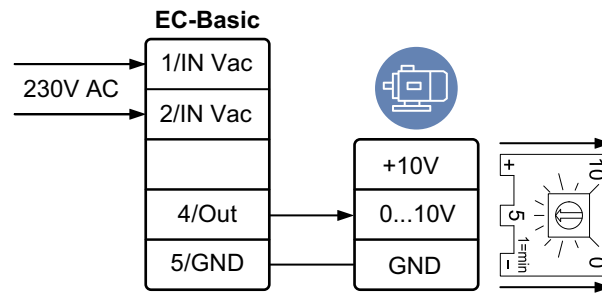 EC-Basic
230V AC
1/IN Vac
2/IN Vac
4/Out
5/GND
+10V
0...10V
GND
+ 10
5
1=min
- 0